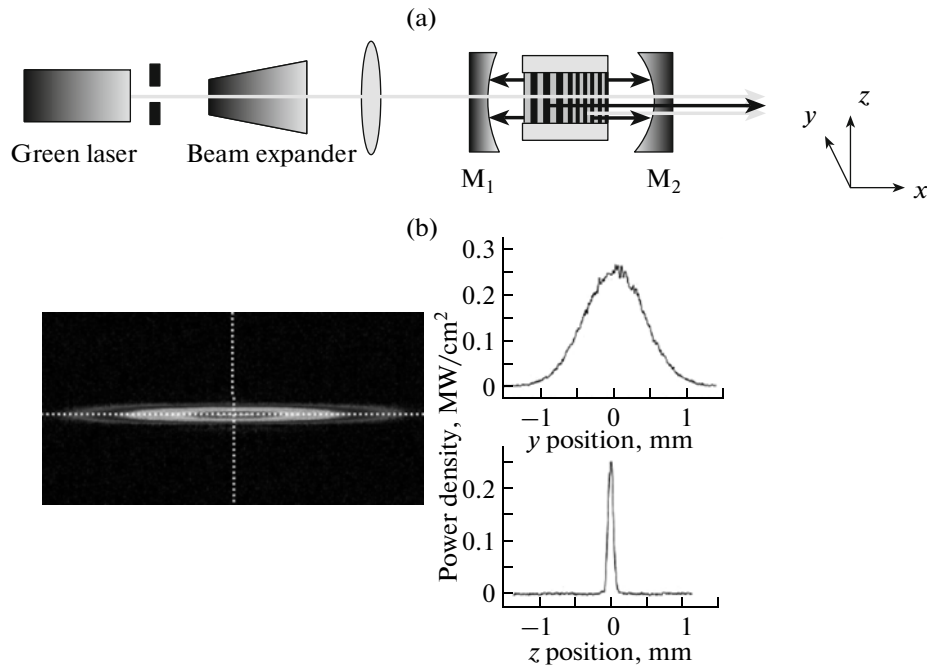 (a)
Green laser
Beam expander
M₁
M₂
y
z
x
(b)
Power density, MW/cm²
0.3
0.2
0.1
0
−1 0 1
y position, mm
0.2
0.1
0
−1 0 1
z position, mm